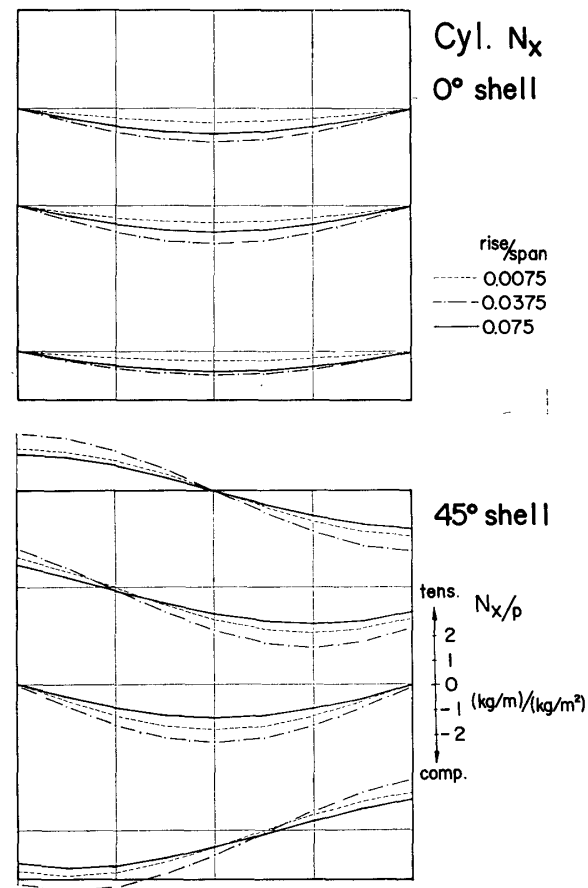 Cyl. Nx
0° shell
rise/span
0.0075
0.0375
0.075
45° shell
tens.
Nx/p
2
1
0
(kg/m)/(kg/m²)
-1
-2
comp.